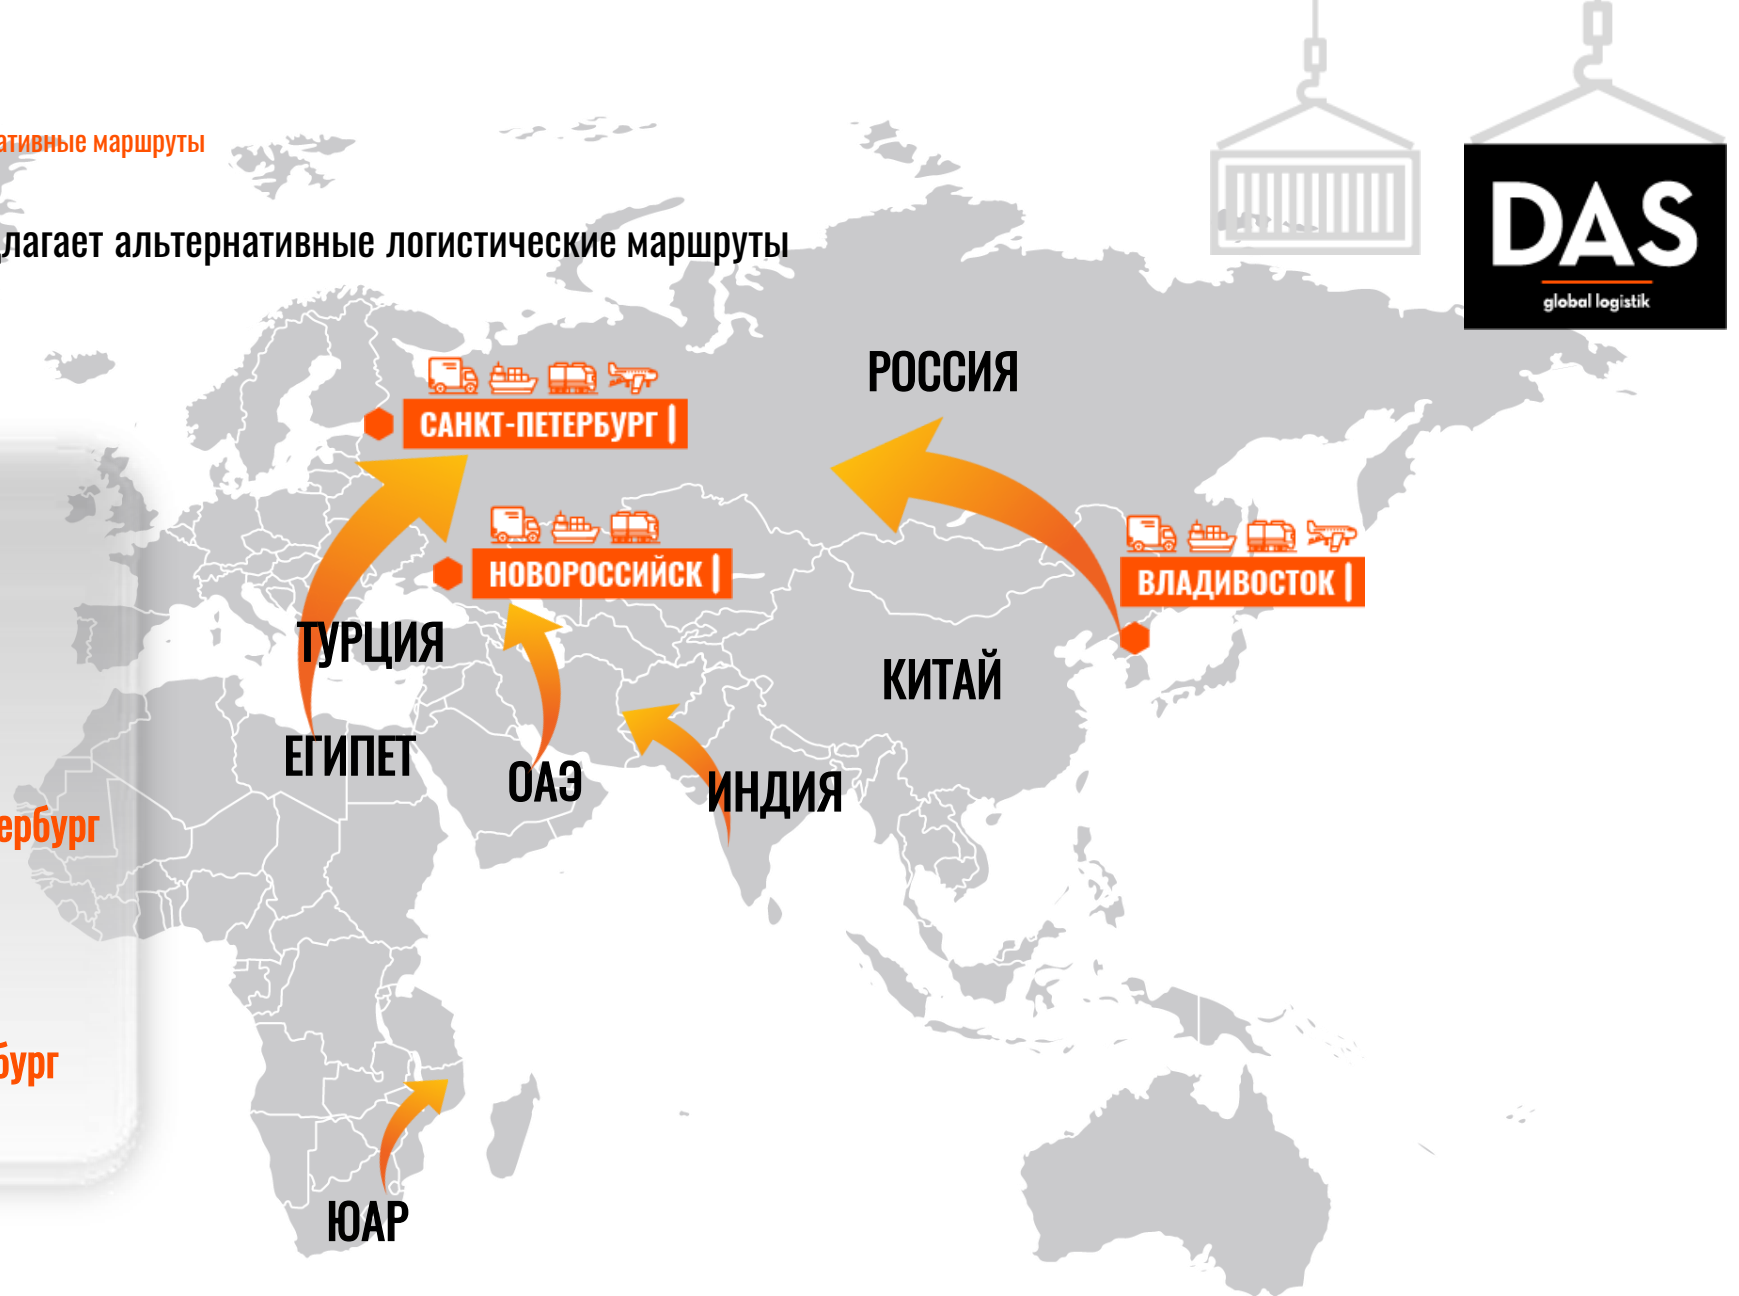 ативные маршруты
DAS
global logistik
лагает альтернативные логистические маршруты
РОССИЯ
САНКТ-ПЕТЕРБУРГ
НОВОРОССИЙСК
ВЛАДИВОСТОК
ТУРЦИЯ
КИТАЙ
ЕГИПЕТ
ОАЭ
ИНДИЯ
ербург
бург
ЮАР